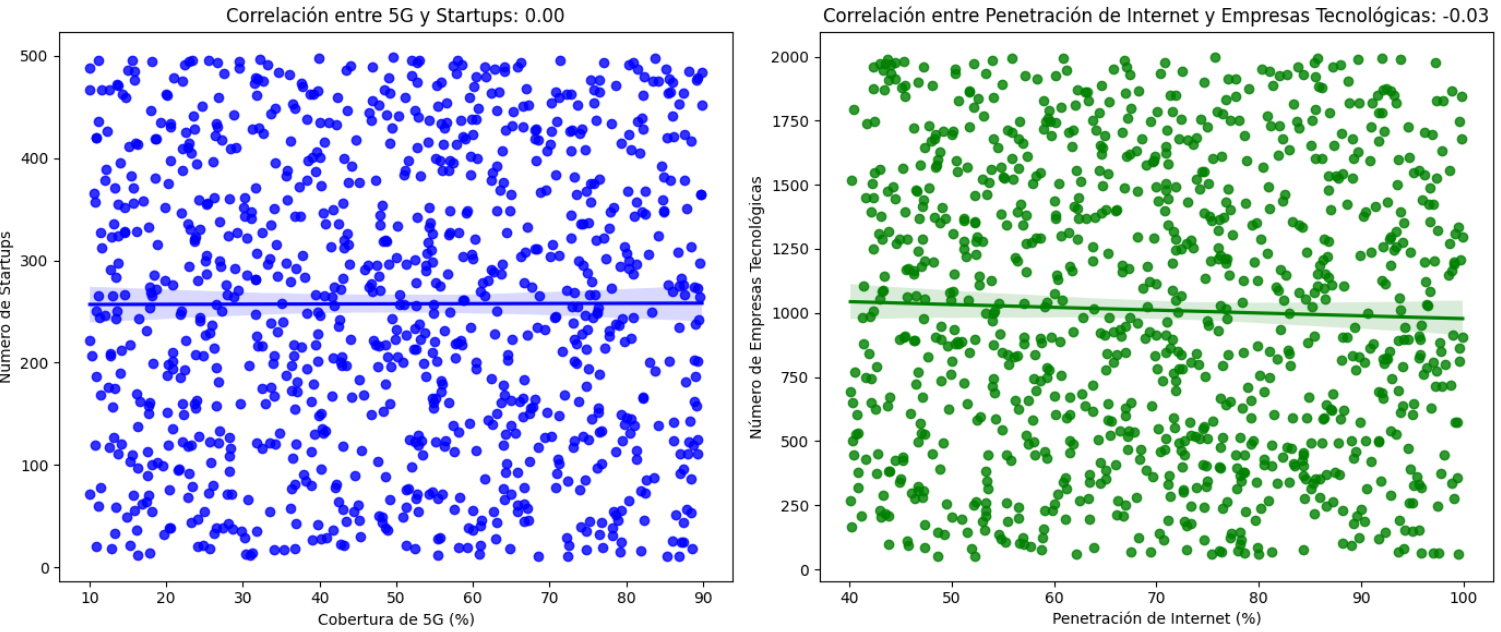 Correlación entre 5G y Startups: 0.00
500
400
300
200
100
0
Número de Startups
10 20 30 40 50 60 70 80 90
Cobertura de 5G (%)
Correlación entre Penetración de Internet y Empresas Tecnológicas: -0.03
2000
1750
1500
1250
1000
750
500
250
0
Número de Empresas Tecnológicas
40 50 60 70 80 90 100
Penetración de Internet (%)